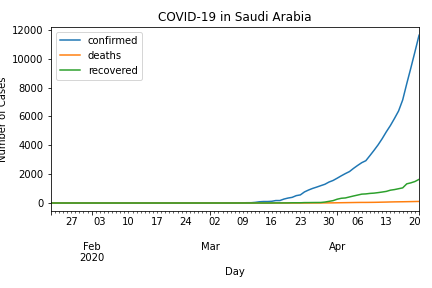 COVID-19 in Saudi Arabia
confirmed
deaths
recovered
12000
10000
8000
6000
4000
2000
0
Number of Cases
27 03 10 17 24 02 09 16 23 30 06 13 20
Feb Mar Apr
2020
Day